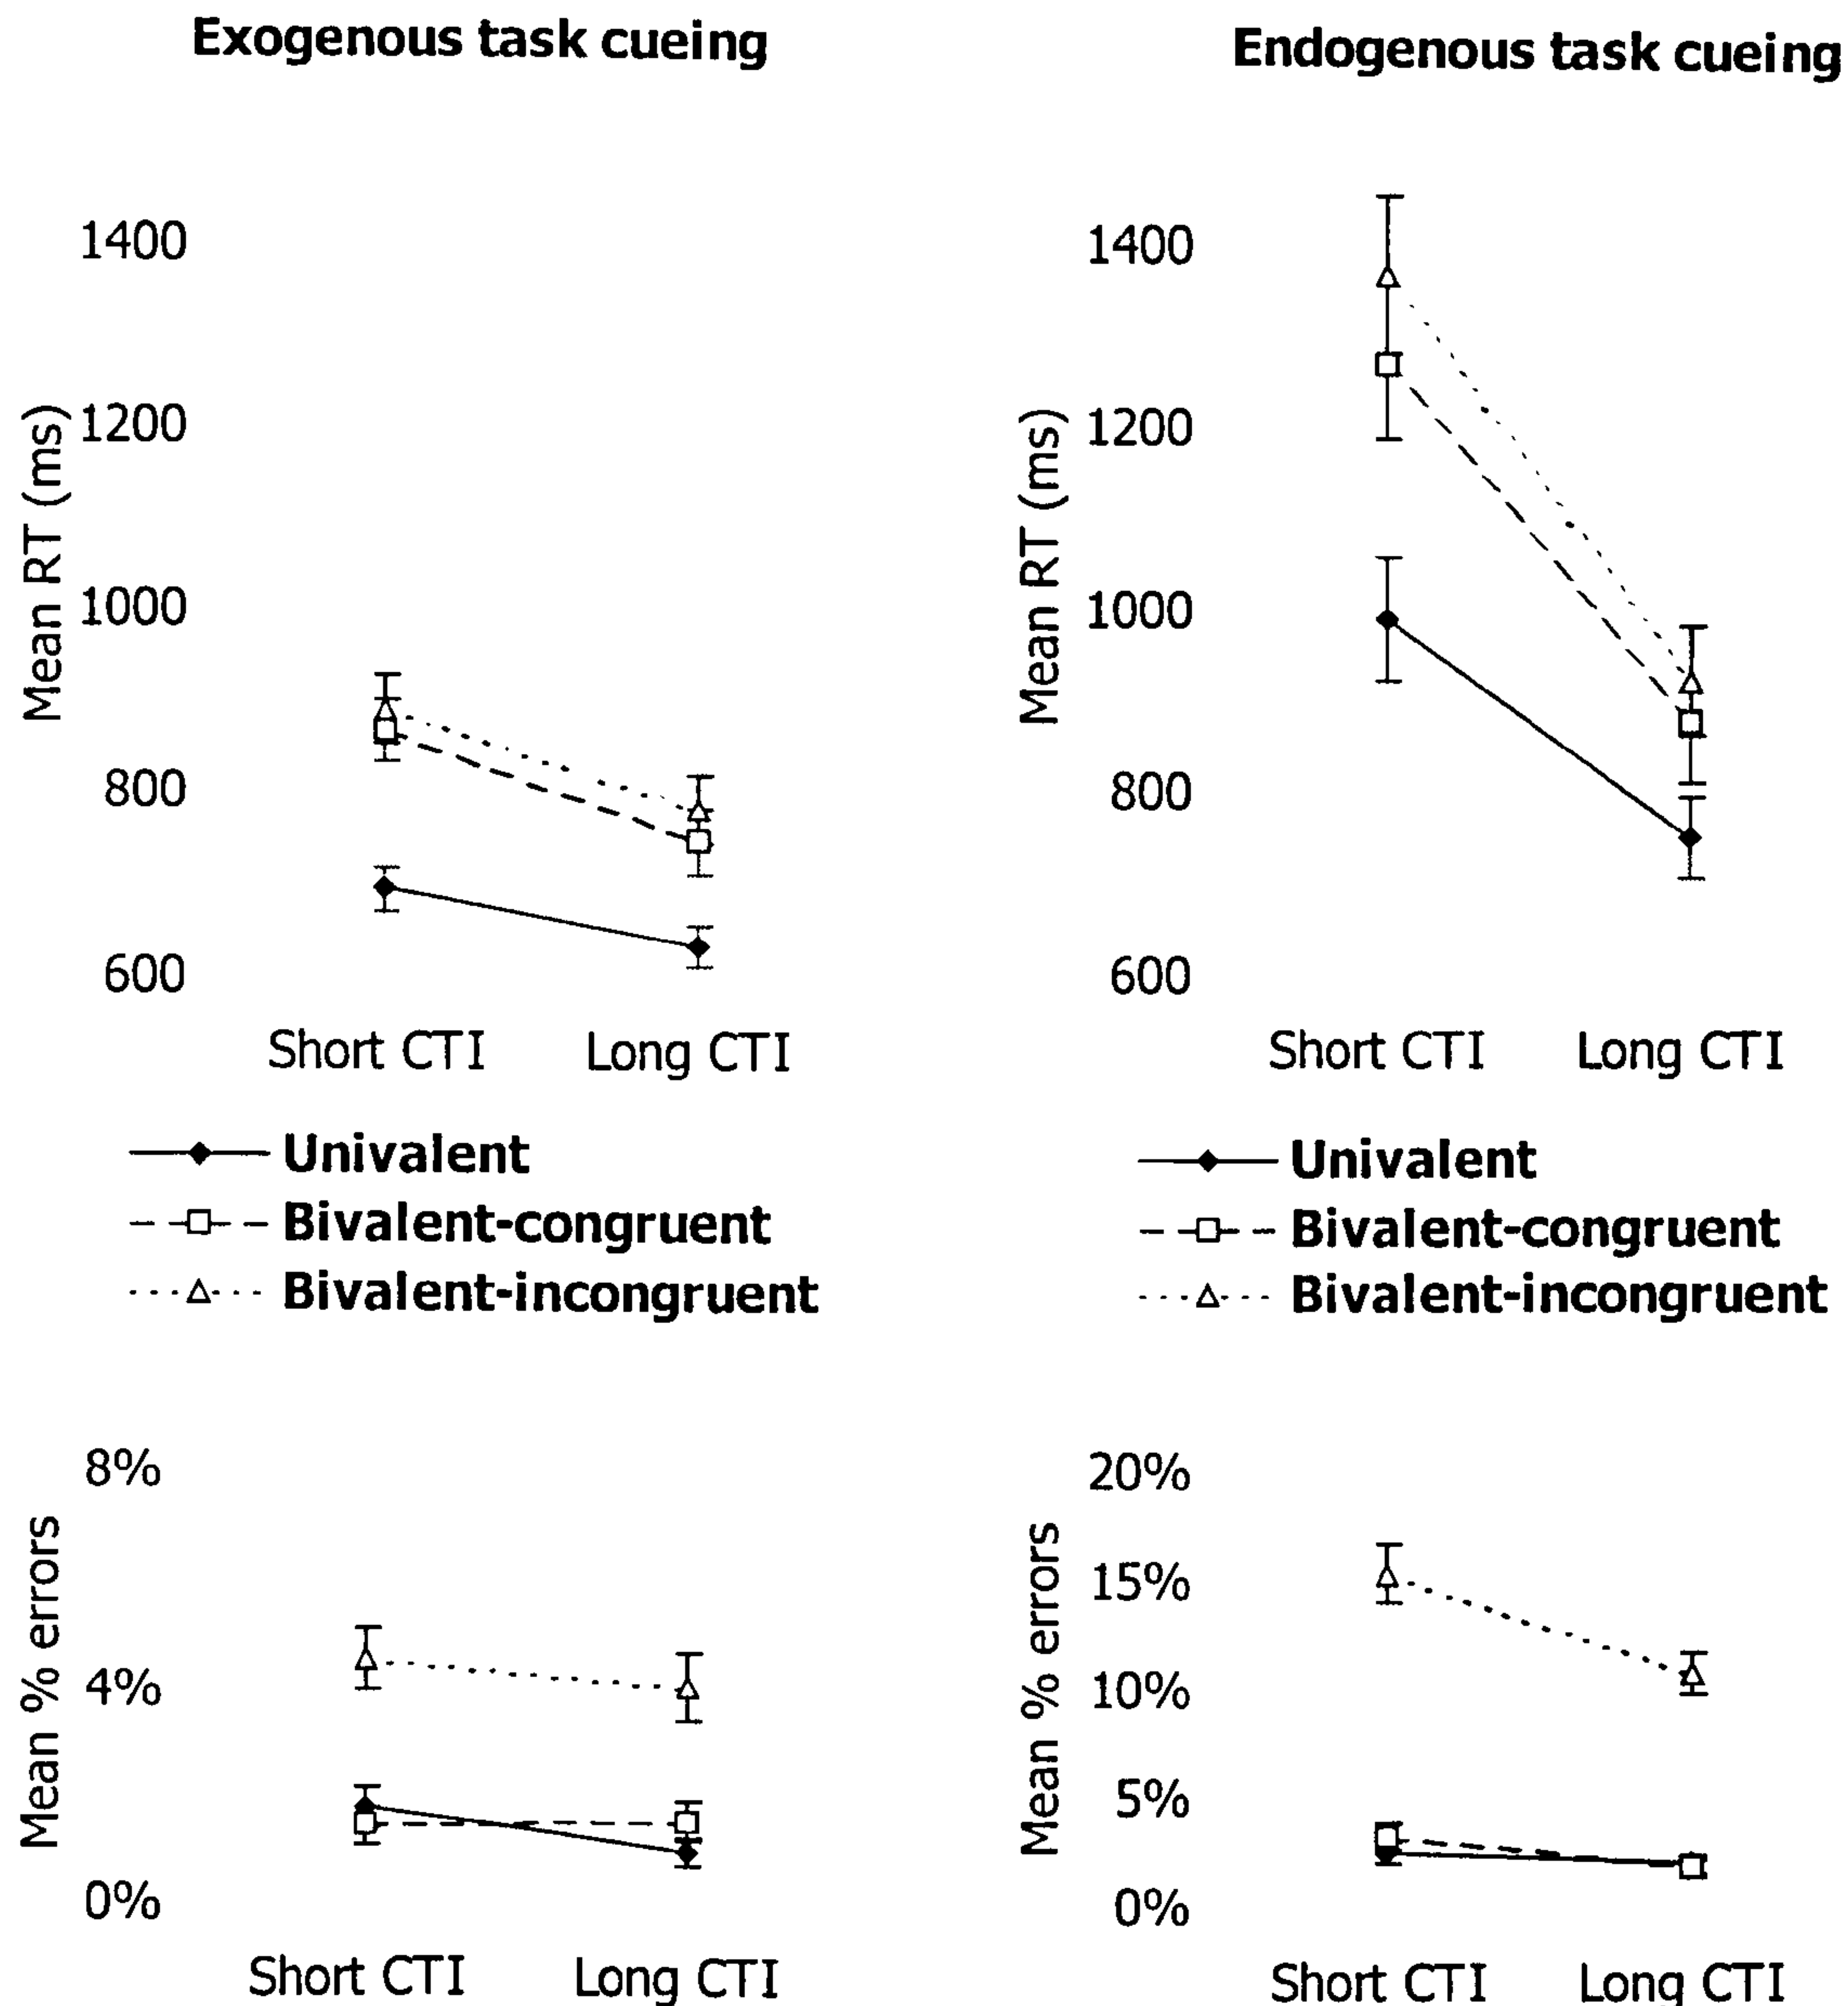 Exogenous task cueing
Endogenous task cueing
Mean RT (ms)
1400
1200
1000
800
600
Short CTI Long CTI
Mean RT (ms)
1400
1200
1000
800
600
Short CTI Long CTI
Univalent
Bivalent-congruent
Bivalent-incongruent
Univalent
Bivalent-congruent
Bivalent-incongruent
Mean % errors
8%
4%
0%
Short CTI Long CTI
Mean % errors
20%
15%
10%
5%
0%
Short CTI Long CTI